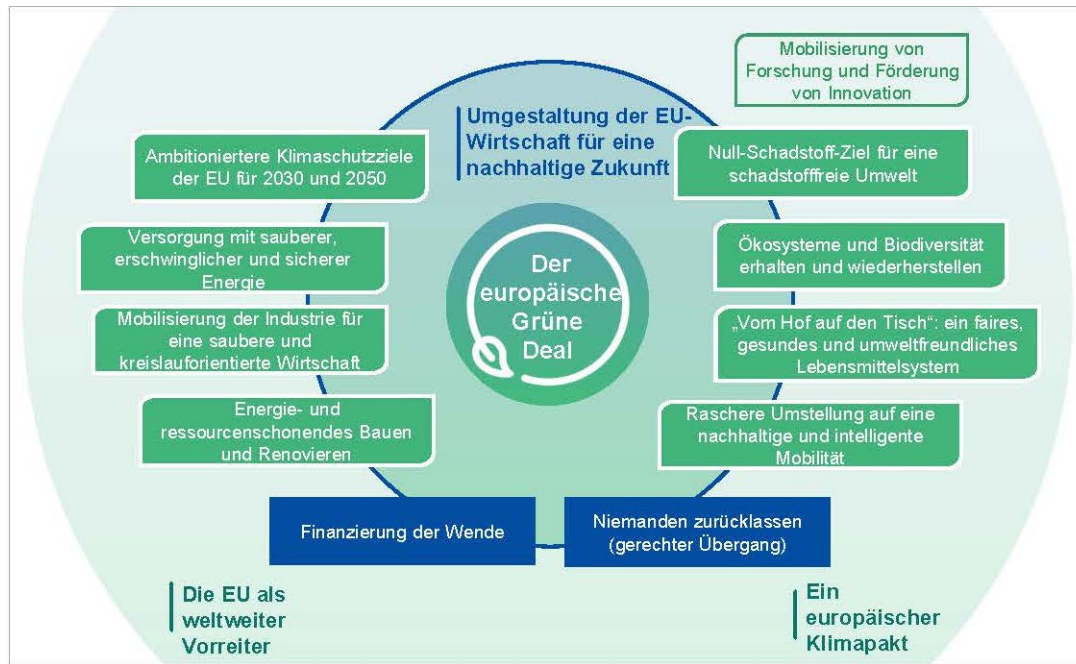 Mobilisierung von
Forschung und Förderung
von Innovation
Umgestaltung der EU-
Wirtschaft für eine
nachhaltige Zukunft
Ambitioniertere Klimaschutzziele
der EU für 2030 und 2050
Null-Schadstoff-Ziel für eine
schadstofffreie Umwelt
Versorgung mit sauberer,
erschwinglicher und sicherer
Energie
Ökosysteme und Biodiversität
erhalten und wiederherstellen
Der
europäische
Grüne
Deal
Mobilisierung der Industrie für
eine saubere und
kreislauforientierte Wirtschaft
„Vom Hof auf den Tisch“: ein faires,
gesundes und umweltfreundliches
Lebensmittelsystem
Energie- und
ressourcenschonendes Bauen
und Renovieren
Raschere Umstellung auf eine
nachhaltige und intelligente
Mobilität
Finanzierung der Wende
Niemanden zurücklassen
(gerechter Übergang)
Die EU als
weltweiter
Vorreiter
Ein
europäischer
Klimapakt